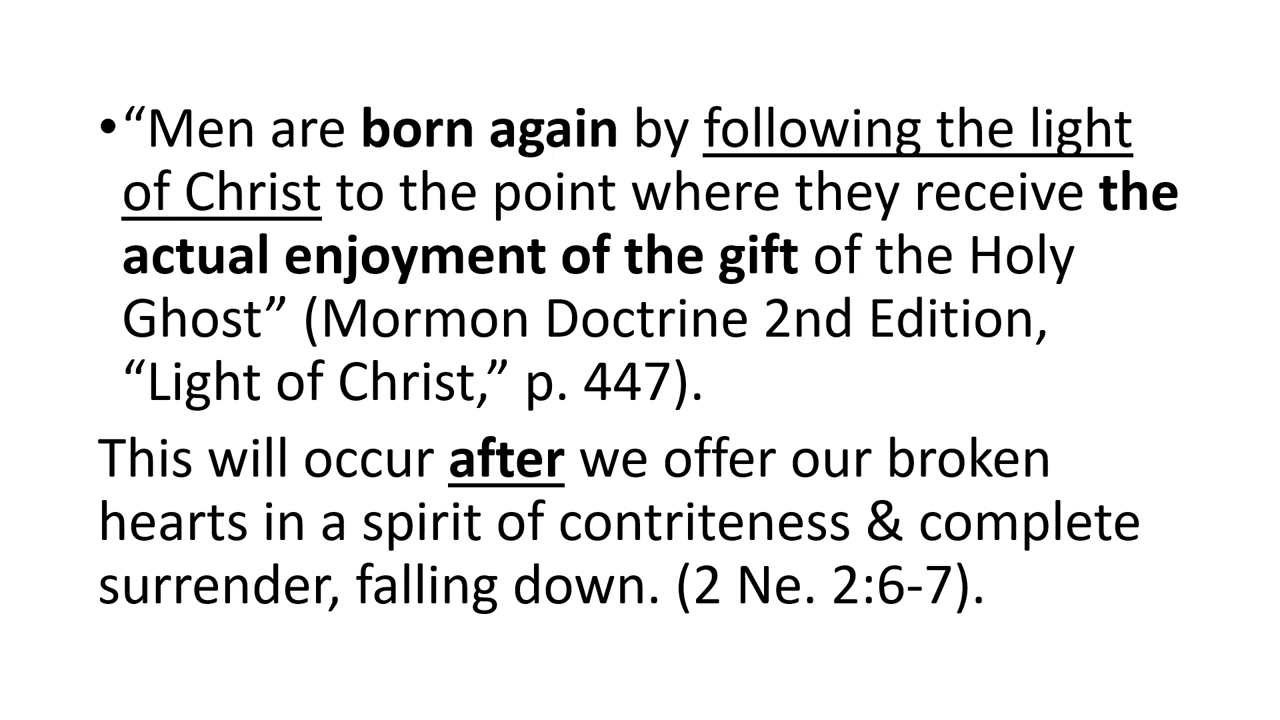 •“Men are born again by following the light
of Christ to the point where they receive the
actual enjoyment of the gift of the Holy
Ghost” (Mormon Doctrine 2nd Edition,
“Light of Christ,” p. 447).
This will occur after we offer our broken
hearts in a spirit of contriteness & complete
surrender, falling down. (2 Ne. 2:6-7).